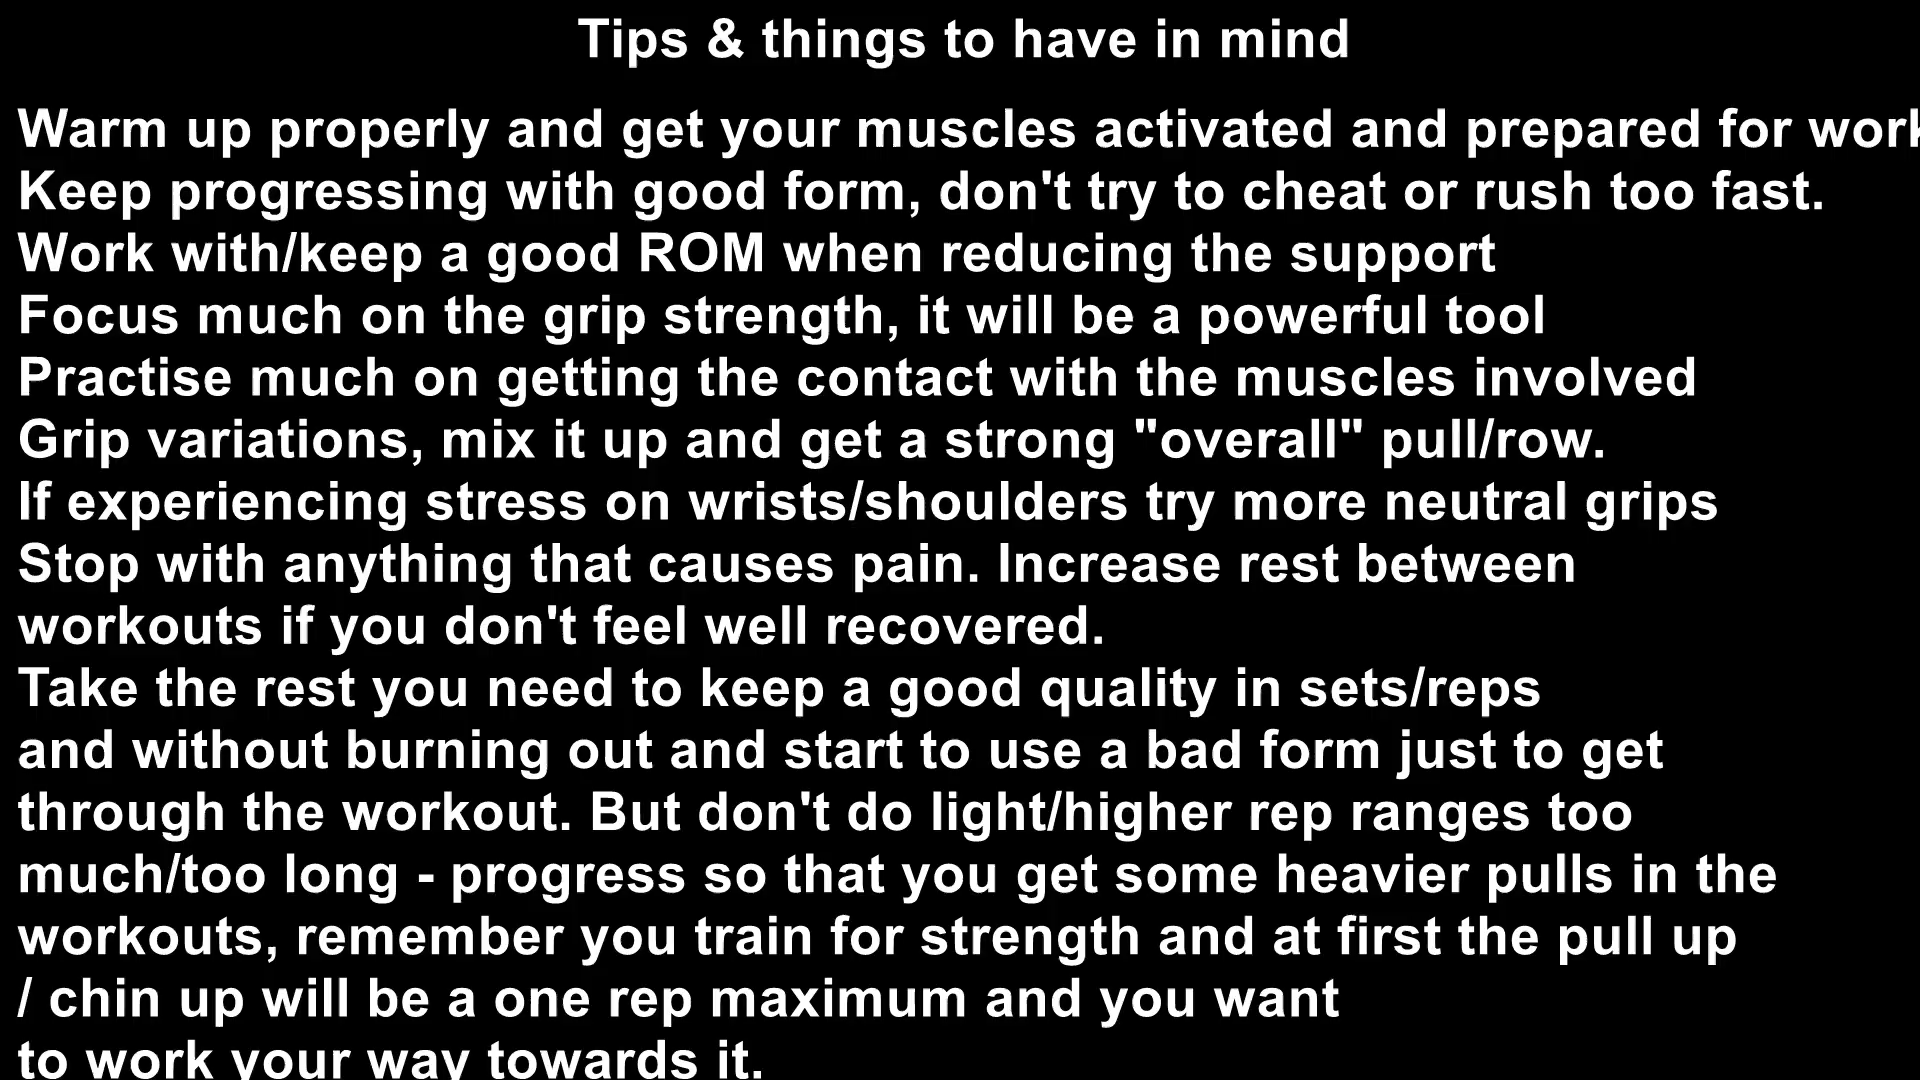 Tips & things to have in mind
Warm up properly and get your muscles activated and prepared for work
Keep progressing with good form, don't try to cheat or rush too fast.
Work with/keep a good ROM when reducing the support
Focus much on the grip strength, it will be a powerful tool
Practise much on getting the contact with the muscles involved
Grip variations, mix it up and get a strong "overall" pull/row.
If experiencing stress on wrists/shoulders try more neutral grips
Stop with anything that causes pain. Increase rest between
workouts if you don't feel well recovered.
Take the rest you need to keep a good quality in sets/reps
and without burning out and start to use a bad form just to get
through the workout. But don't do light/higher rep ranges too
much/too long - progress so that you get some heavier pulls in the
workouts, remember you train for strength and at first the pull up
/ chin up will be a one rep maximum and you want
to work your way towards it.